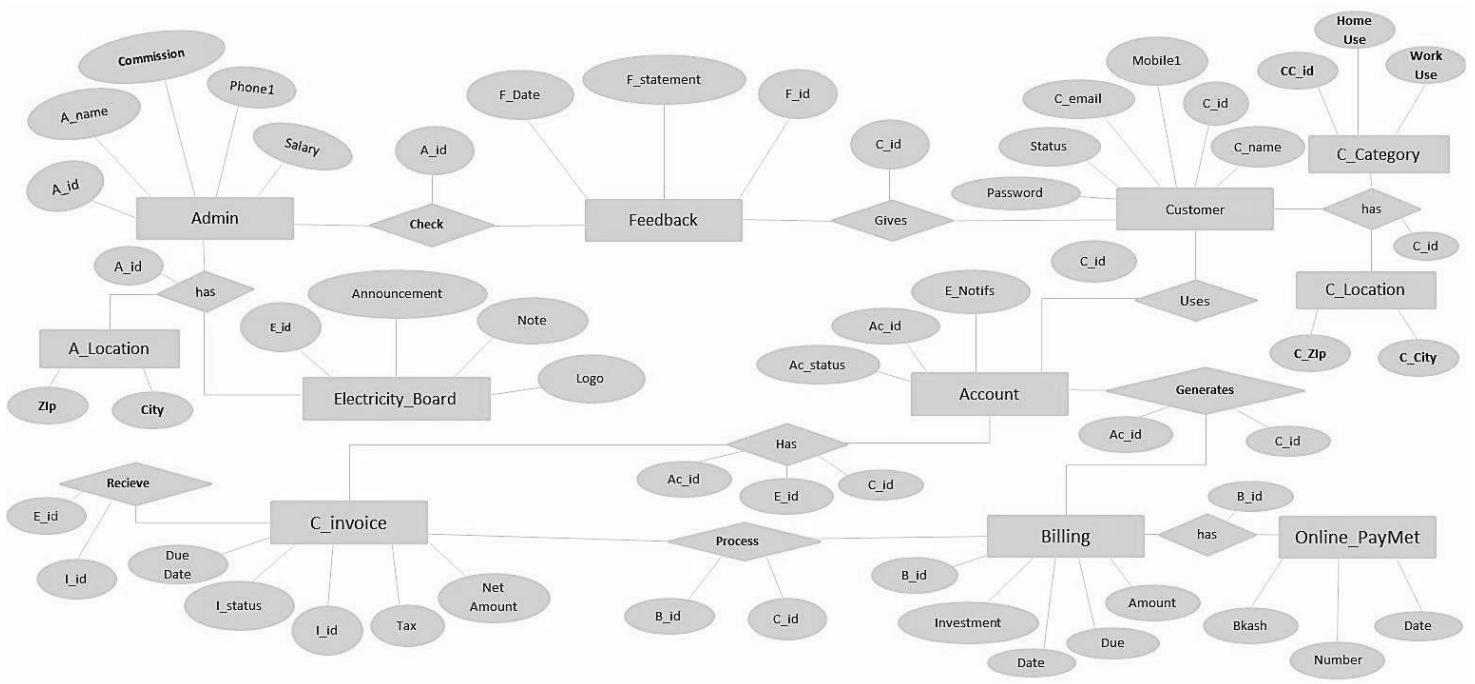 Commission
Phone1
A_name
Salary
A_id
Admin
A_id
Check
F_Date
F_statement
F_id
Feedback
C_id
Gives
Mobile1
C_email
C_id
Status
C_name
Password
Customer
Home
Use
CC_id
Work
Use
C_Category
has
C_id
C_Location
C_ZIp
C_City
A_id
has
A_Location
ZIp
City
E_id
Announcement
Note
Logo
Electricity_Board
C_id
Uses
E_Notifs
Ac_id
Ac_status
Account
Generates
Ac_id
C_id
Has
Ac_id
E_id
C_id
Recieve
E_id
I_id
C_invoice
Due
Date
I_status
I_id
Tax
Net
Amount
Process
B_id
C_id
Billing
B_id
Investment
Date
Due
Amount
B_id
has
Online_PayMet
Bkash
Number
Date